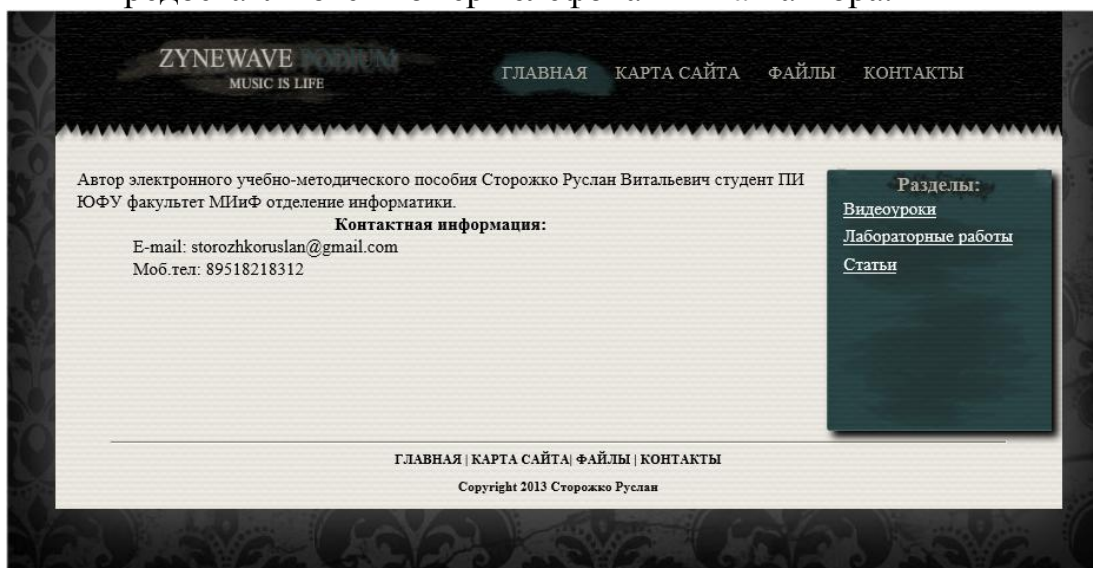 ZYNEWAVE PODIUM
MUSIC IS LIFE
ГЛАВНАЯ КАРТА САЙТА ФАЙЛЫ КОНТАКТЫ
Автор электронного учебно-методического пособия Сторожко Руслан Витальевич студент ПИ
ЮФУ факультет МИиФ отделение информатики.
Контактная информация:
E-mail: storozhkoruslan@gmail.com
Моб.тел: 89518218312
Разделы:
Видеоуроки
Лабораторные работы
Статьи
ГЛАВНАЯ | КАРТА САЙТА| ФАЙЛЫ | КОНТАКТЫ
Copyright 2013 Сторожко Руслан